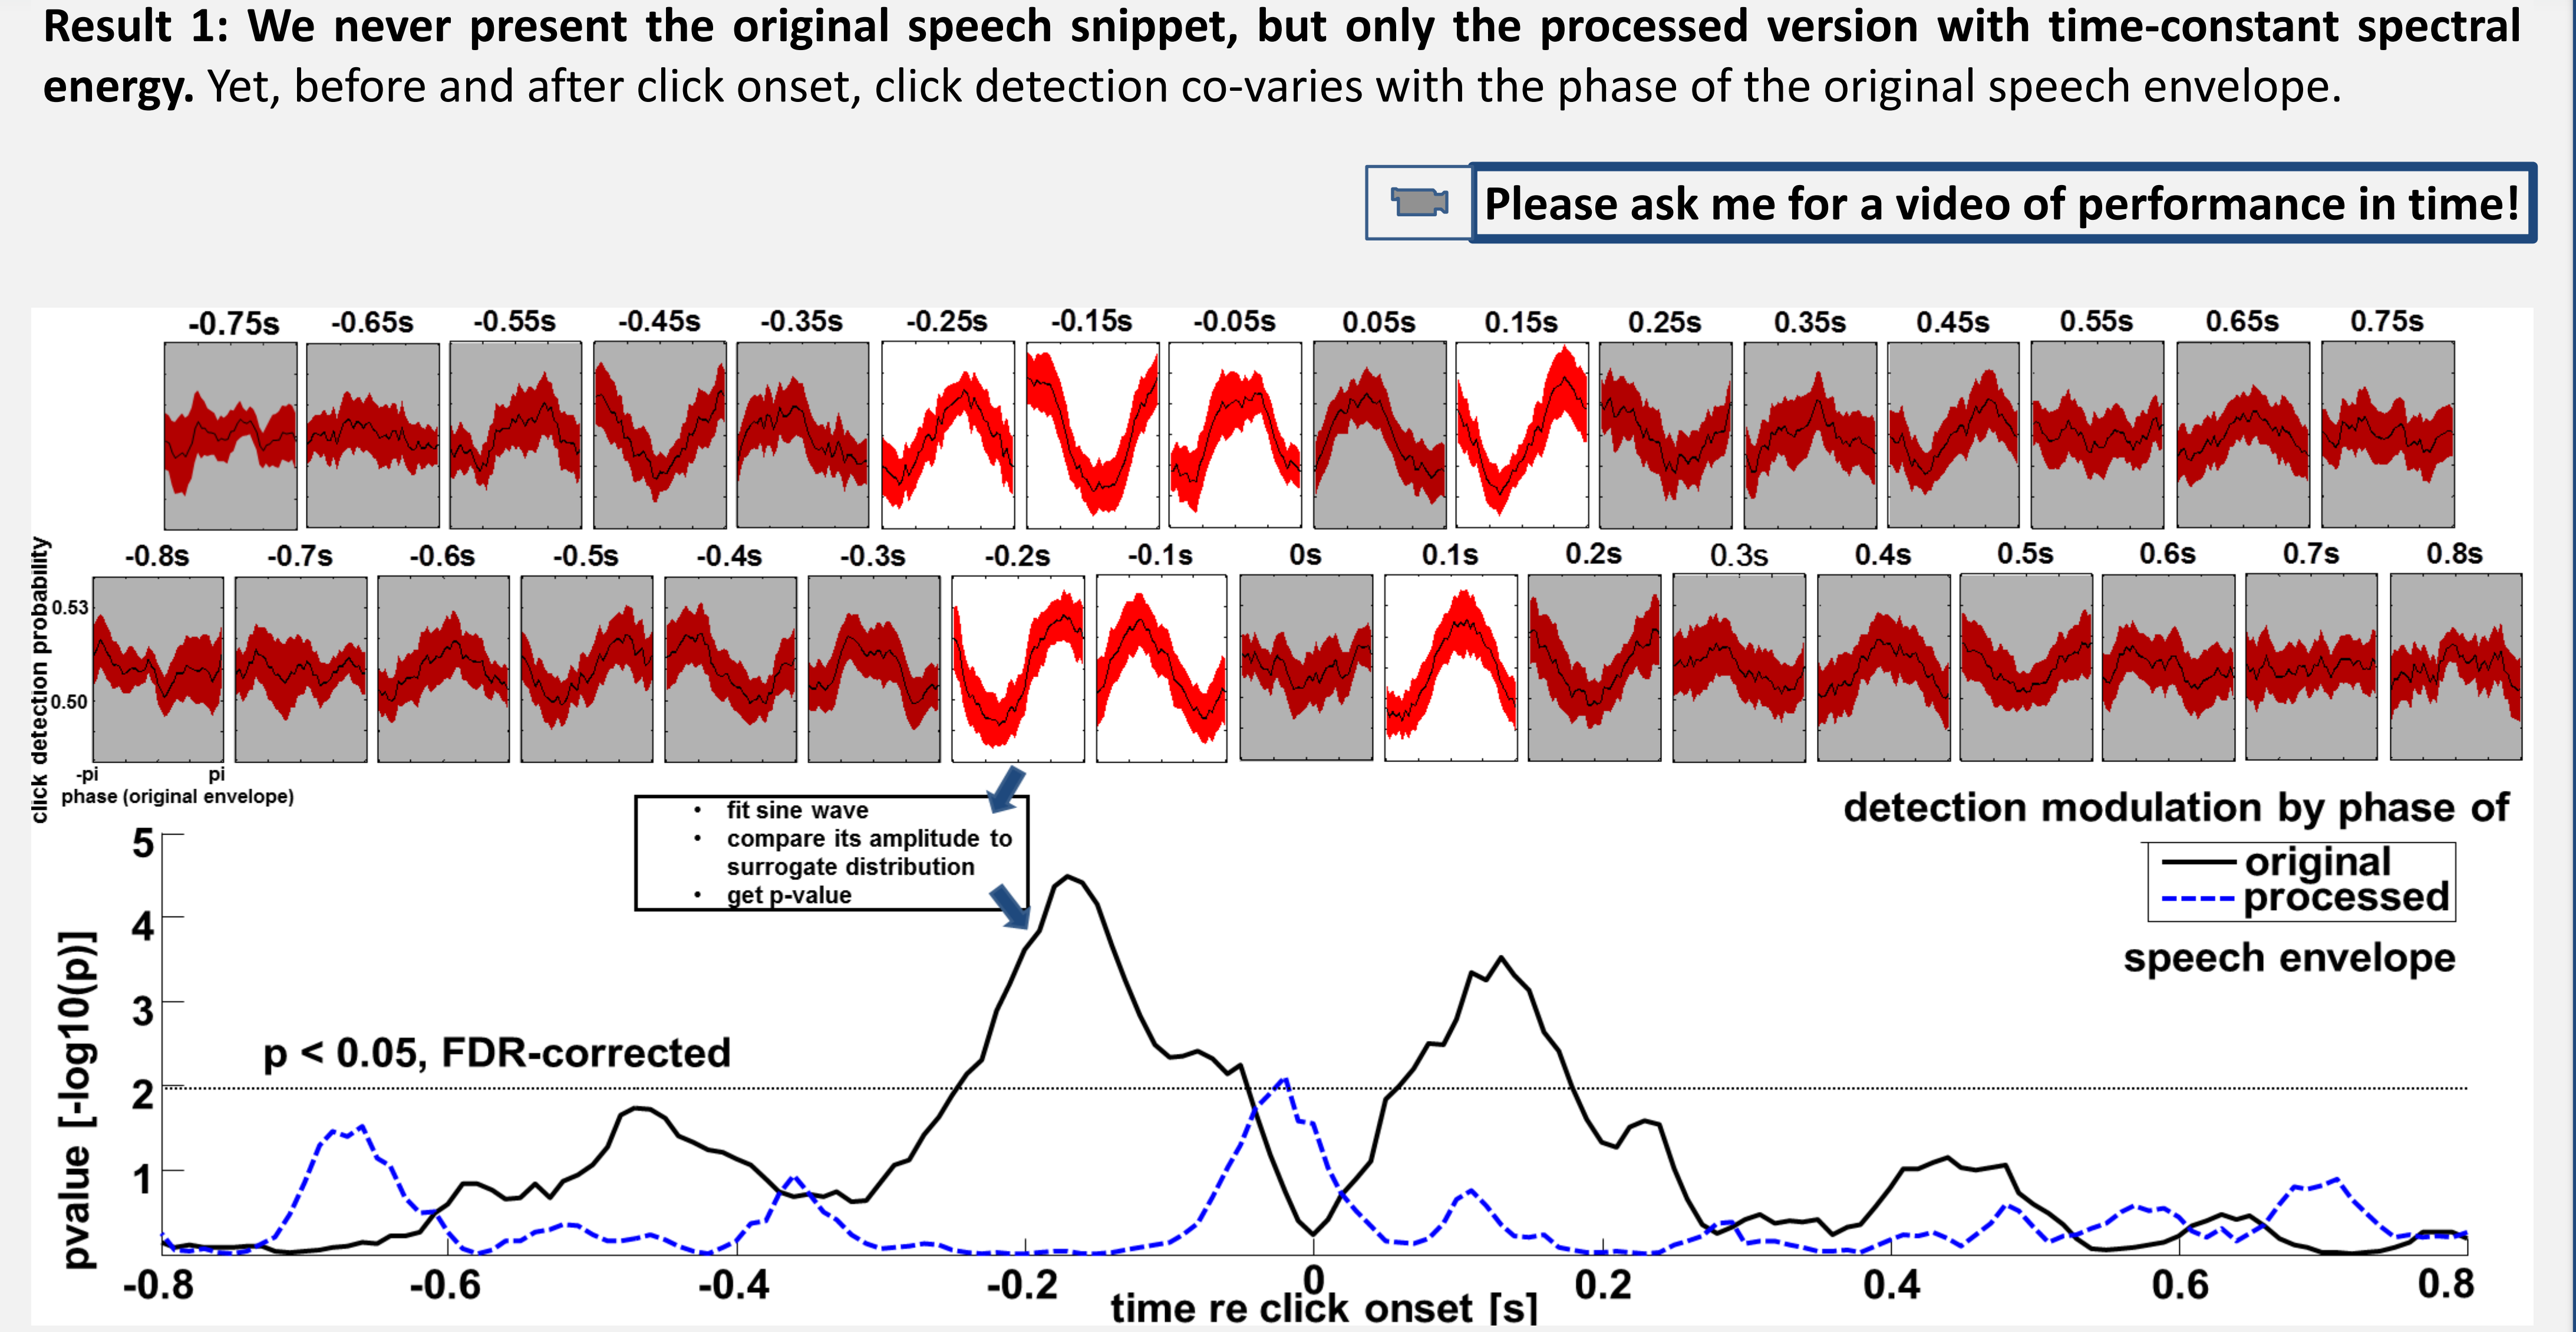 Result 1: We never present the original speech snippet, but only the processed version with time-constant spectral
energy. Yet, before and after click onset, click detection co-varies with the phase of the original speech envelope.
Please ask me for a video of performance in time!
-0.75s -0.65s -0.55s -0.45s -0.35s -0.25s -0.15s -0.05s 0.05s 0.15s 0.25s 0.35s 0.45s 0.55s 0.65s 0.75s
-0.8s -0.7s -0.6s -0.5s -0.4s -0.3s -0.2s -0.1s 0s 0.1s 0.2s 0.3s 0.4s 0.5s 0.6s 0.7s 0.8s
click detection probability
0.53
0.50
-pi pi
phase (original envelope)
• fit sine wave
• compare its amplitude to
surrogate distribution
• get p-value
detection modulation by phase of
original
processed
speech envelope
pvalue [-log10(p)]
5
4
3
2
1
p < 0.05, FDR-corrected
-0.8 -0.6 -0.4 -0.2 0 0.2 0.4 0.6 0.8
time re click onset [s]